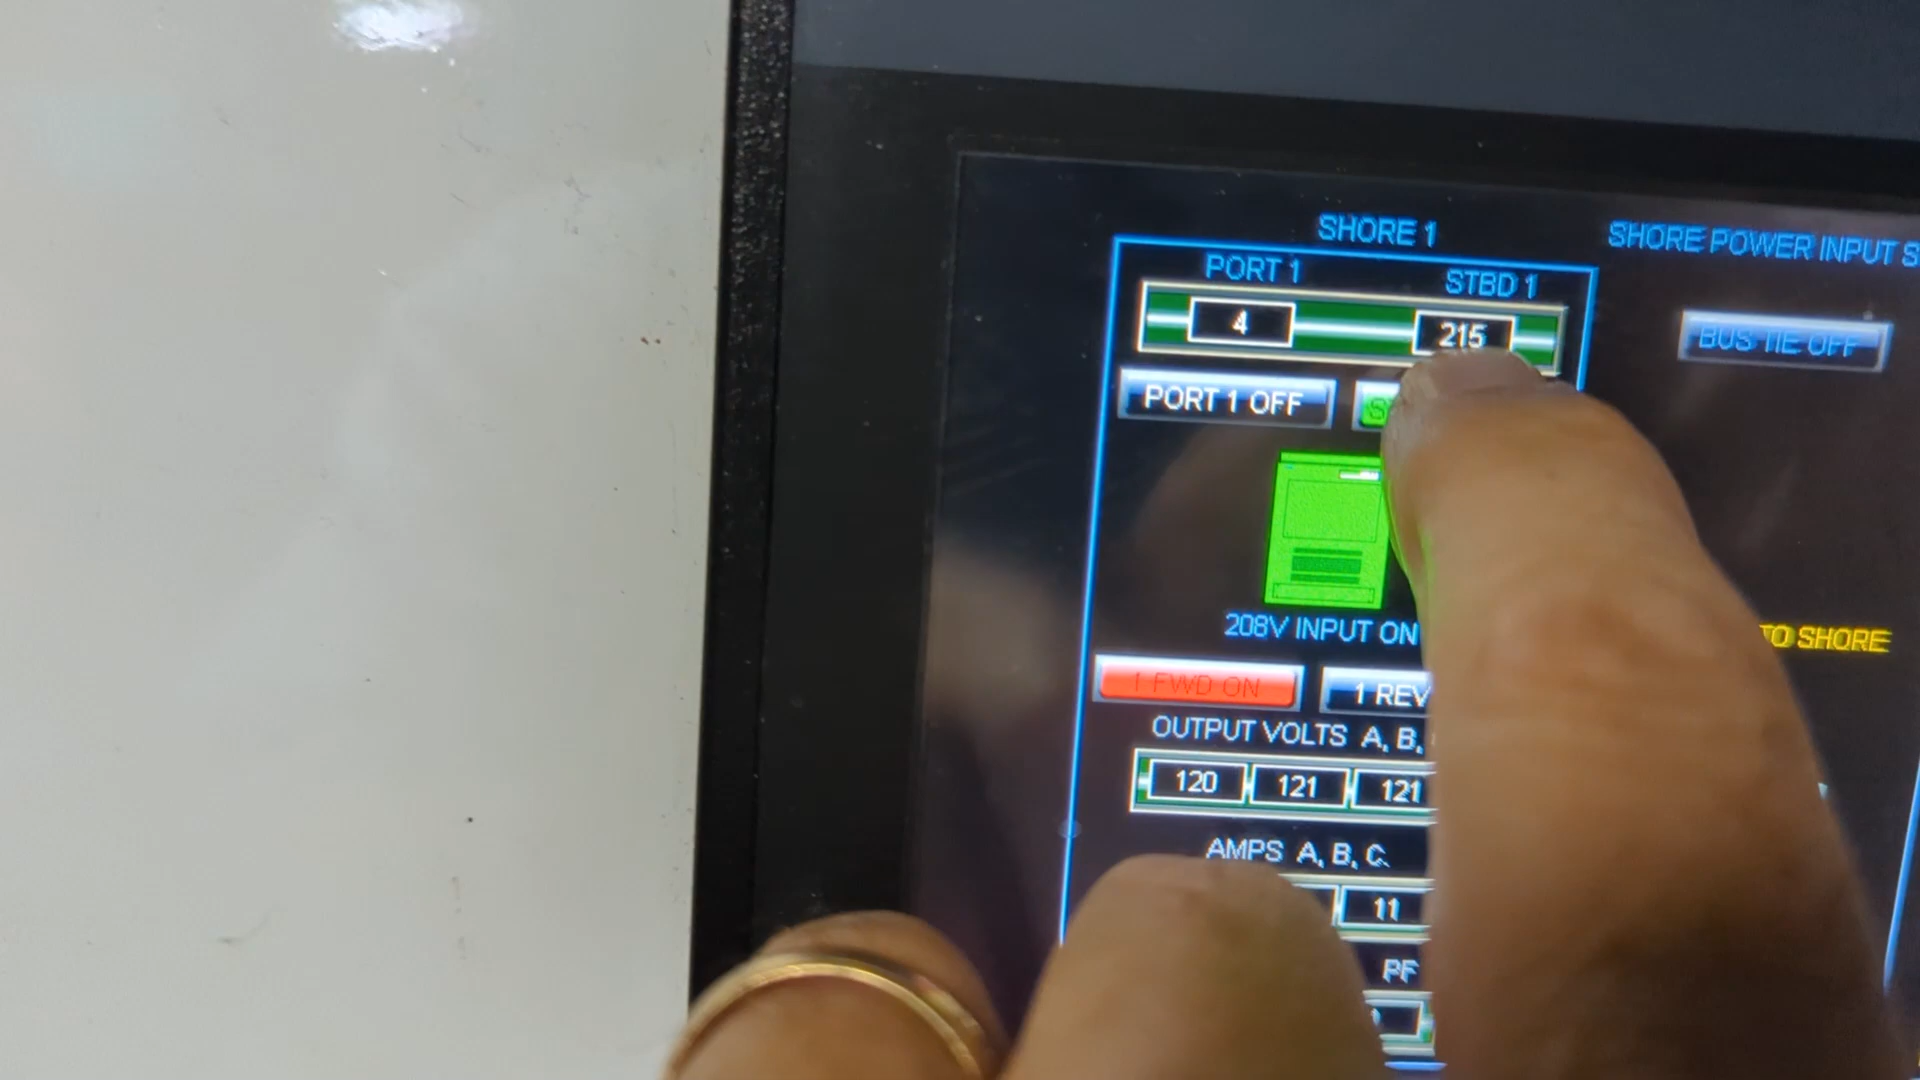 SHORE 1
SHORE POWER INPUT
PORT 1 STBD 1
4 215
BUS TIE OFF
PORT 1 OFF
208V INPUT ON
TO SHORE
1 FWD ON 1 REV
OUTPUT VOLTS A, B,
120 121 121
AMPS A, B, C.
11
PF